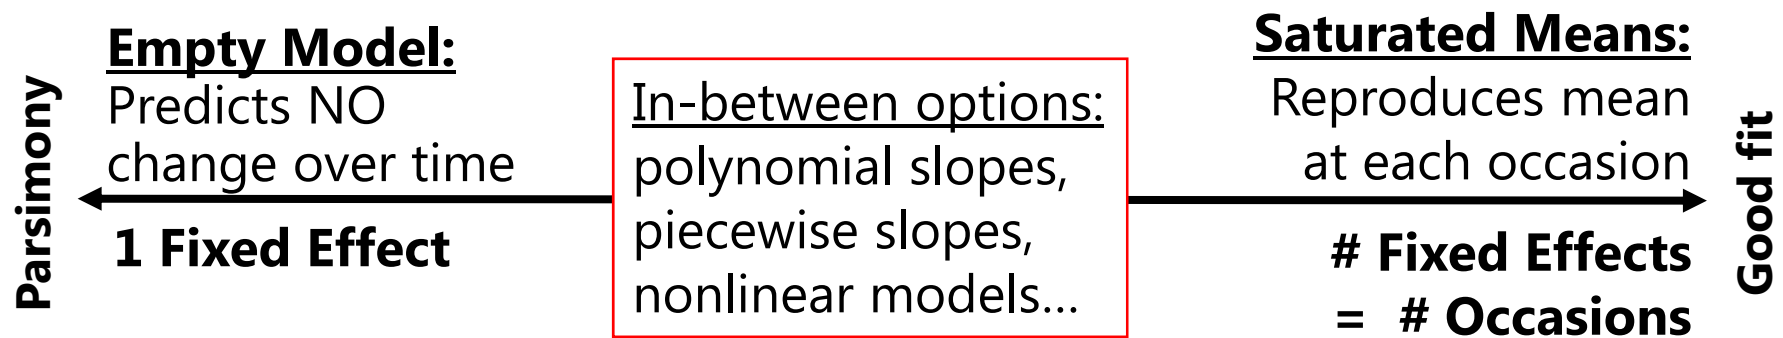 Parsimony
Empty Model:
Predicts NO
change over time
1 Fixed Effect
In-between options:
polynomial slopes,
piecewise slopes,
nonlinear models...
Saturated Means:
Reproduces mean
at each occasion
# Fixed Effects
= # Occasions
Good fit